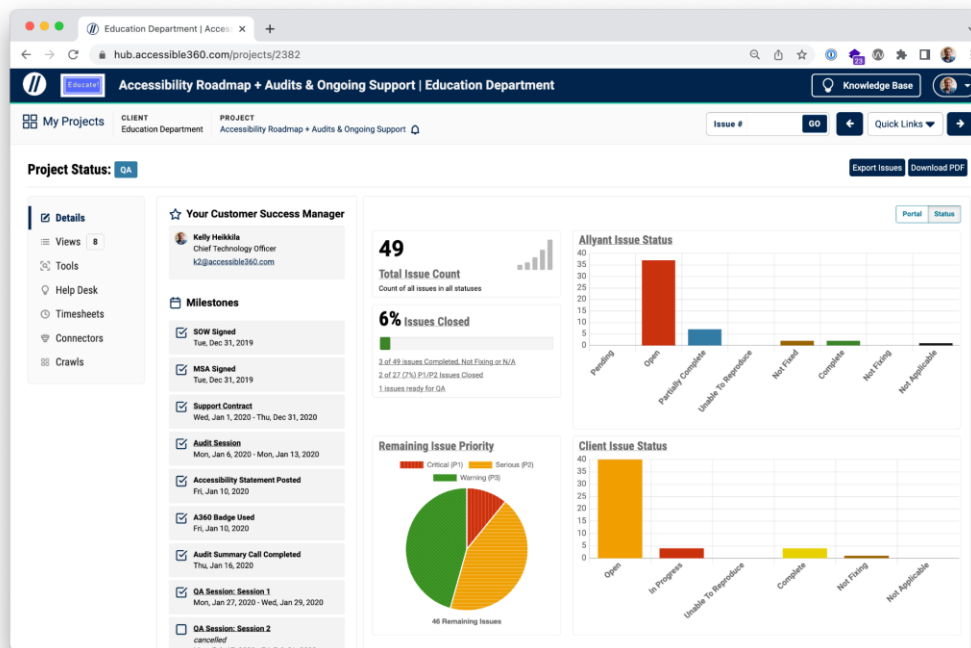 Education Department | Acces
hub.accessible360.com/projects/2382
23
Educate!
Accessibility Roadmap + Audits & Ongoing Support | Education Department
Knowledge Base
My Projects
CLIENT
Education Department
PROJECT
Accessibility Roadmap + Audits & Ongoing Support
Issue #
GO
Quick Links
Project Status: QA
Export Issues
Download PDF
Details
Views 8
Tools
Help Desk
Timesheets
Connectors
Crawls
Your Customer Success Manager
Kelly Heikkila
Chief Technology Officer
k2@accessible360.com
Milestones
SOW Signed
Tue, Dec 31, 2019
MSA Signed
Tue, Dec 31, 2019
Support Contract
Wed, Jan 1, 2020 - Thu, Dec 31, 2020
Audit Session
Mon, Jan 6, 2020 - Mon, Jan 13, 2020
Accessibility Statement Posted
Fri, Jan 10, 2020
A360 Badge Used
Fri, Jan 10, 2020
Audit Summary Call Completed
Thu, Jan 16, 2020
QA Session: Session 1
Mon, Jan 27, 2020 - Wed, Jan 29, 2020
QA Session: Session 2
cancelled
Portal
Status
49
Total Issue Count
Count of all issues in all statuses
6% Issues Closed
3 of 49 issues Completed, Not Fixing or N/A
2 of 27 (7%) P1/P2 Issues Closed
1 issues ready for QA
Allyant Issue Status
40
35
30
25
20
15
10
5
0
Pending
Open
Partially Complete
Unable To Reproduce
Not Fixed
Complete
Not Fixing
Not Applicable
Remaining Issue Priority
Critical (P1)
Serious (P2)
Warning (P3)
46 Remaining Issues
Client Issue Status
40
35
30
25
20
15
10
5
0
Open
In Progress
Unable To Reproduce
Complete
Not Fixing
Not Applicable